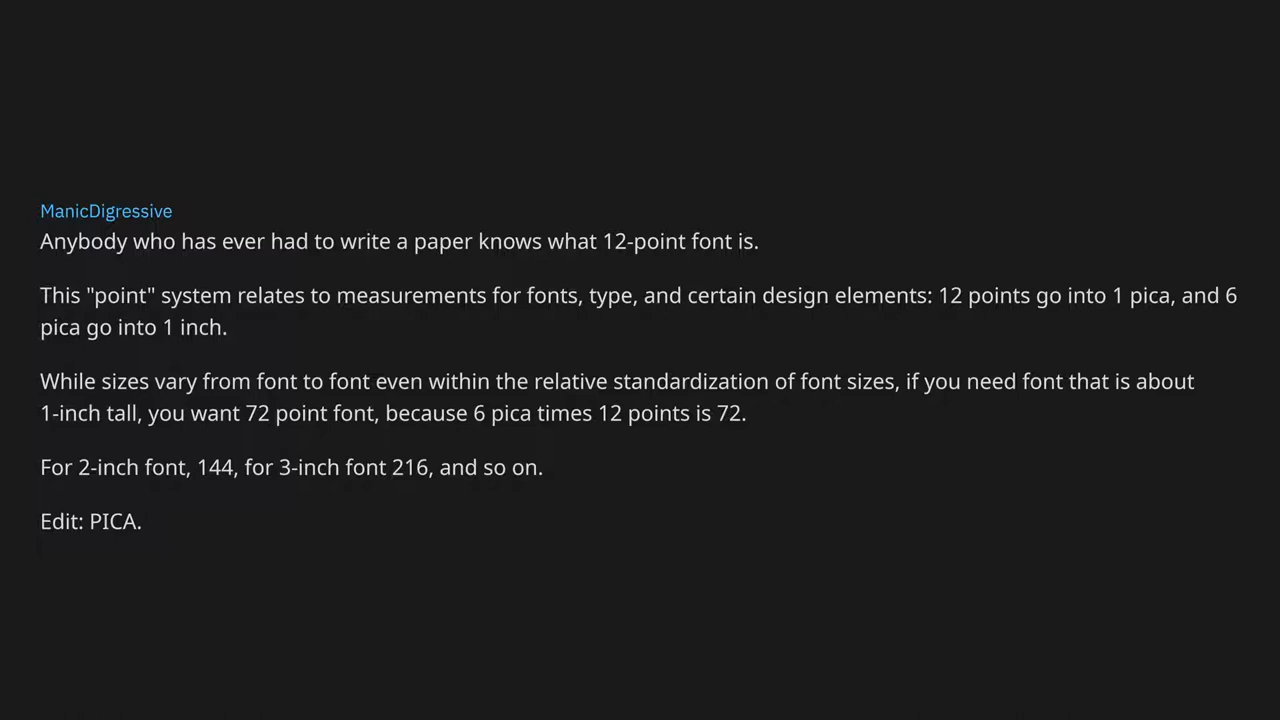 ManicDigressive
Anybody who has ever had to write a paper knows what 12-point font is.
This "point" system relates to measurements for fonts, type, and certain design elements: 12 points go into 1 pica, and 6
pica go into 1 inch.
While sizes vary from font to font even within the relative standardization of font sizes, if you need font that is about
1-inch tall, you want 72 point font, because 6 pica times 12 points is 72.
For 2-inch font, 144, for 3-inch font 216, and so on.
Edit: PICA.